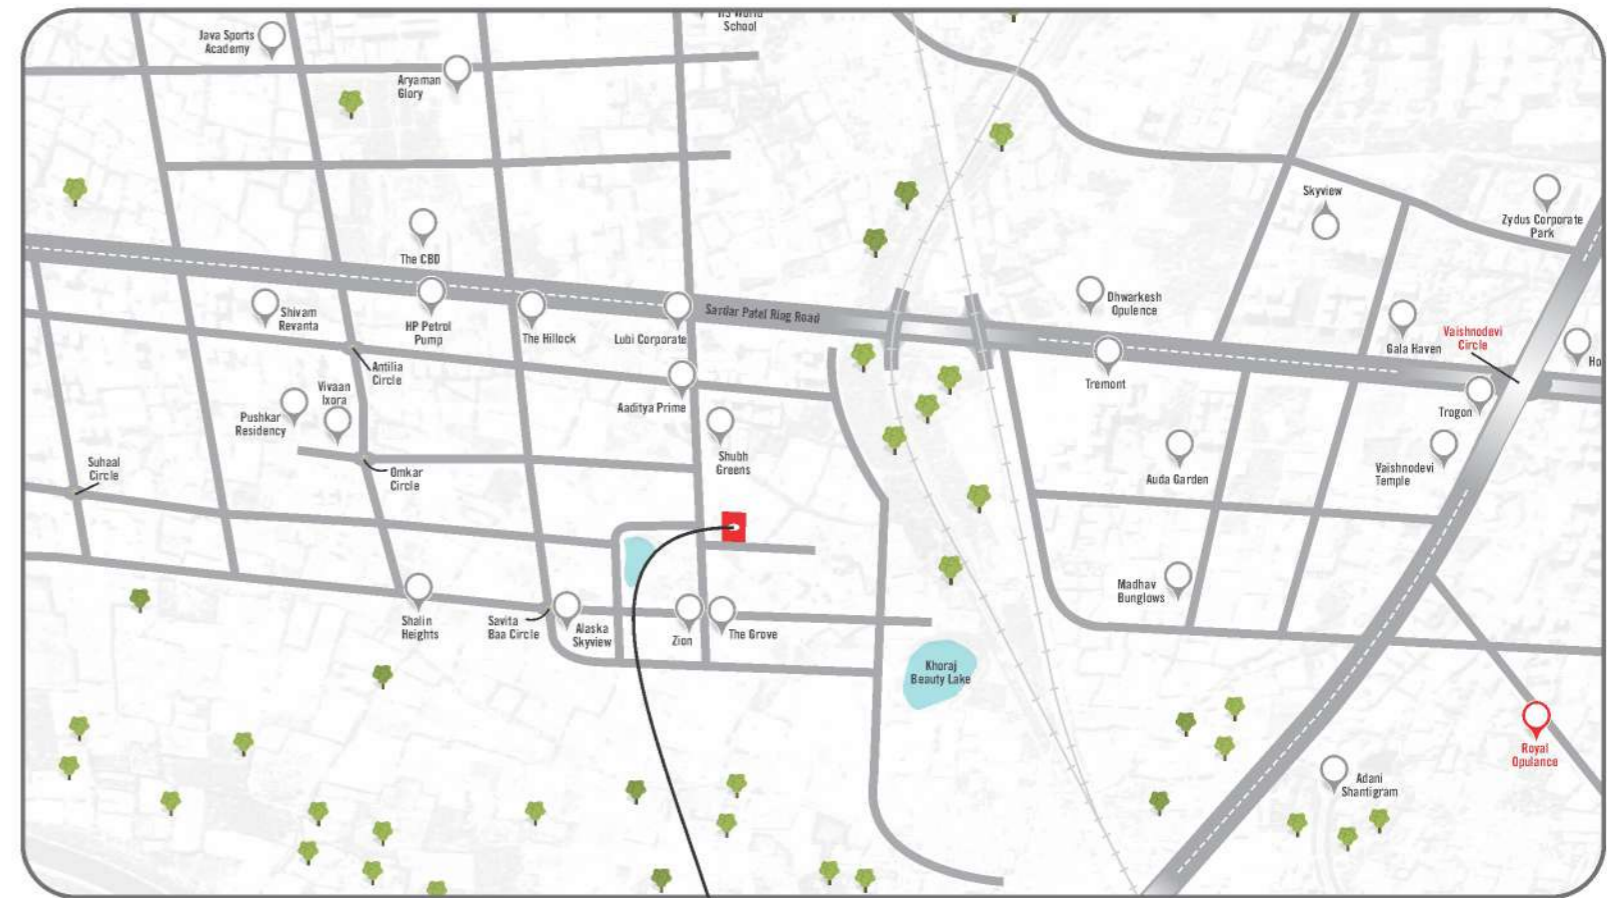 World
School
Java Sports
Academy
Aryaman
Glory
Skyview
Zydus Corporate
Park
The CBD
Shivam
Revanta
HP Petrol
Pump
The Hillock
Lubi Corporate
Sardar Patel Ring Road
Dhwarkesh
Opulence
Gala Haven
Vaishnodevi
Circle
Ho
Antilia
Circle
Tremont
Trogon
Vivaan
Ixora
Pushkar
Residency
Aaditya Prime
Shubh
Greens
Suhaal
Circle
Omkar
Circle
Auda Garden
Vaishnodevi
Temple
Madhav
Bunglows
Shalin
Heights
Savita
Baa Circle
Alaska
Skyview
Zion
The Grove
Khoraj
Beauty Lake
Royal
Opulance
Adani
Shantigram